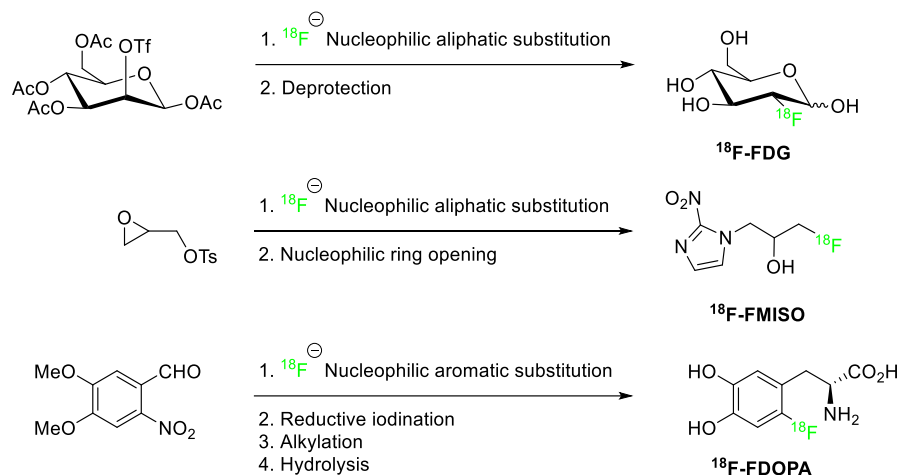 OAc
OTf
O
AcO
AcO
OAc
1. ¹⁸F⊖ Nucleophilic aliphatic substitution
2. Deprotection
OH
HO
O
HO
OH
¹⁸F
¹⁸F-FDG
O
OTs
1. ¹⁸F⊖ Nucleophilic aliphatic substitution
2. Nucleophilic ring opening
O₂N
N
N
¹⁸F
OH
¹⁸F-FMISO
MeO
CHO
MeO
NO₂
1. ¹⁸F⊖ Nucleophilic aromatic substitution
2. Reductive iodination
3. Alkylation
4. Hydrolysis
HO
CO₂H
HO
NH₂
¹⁸F
¹⁸F-FDOPA